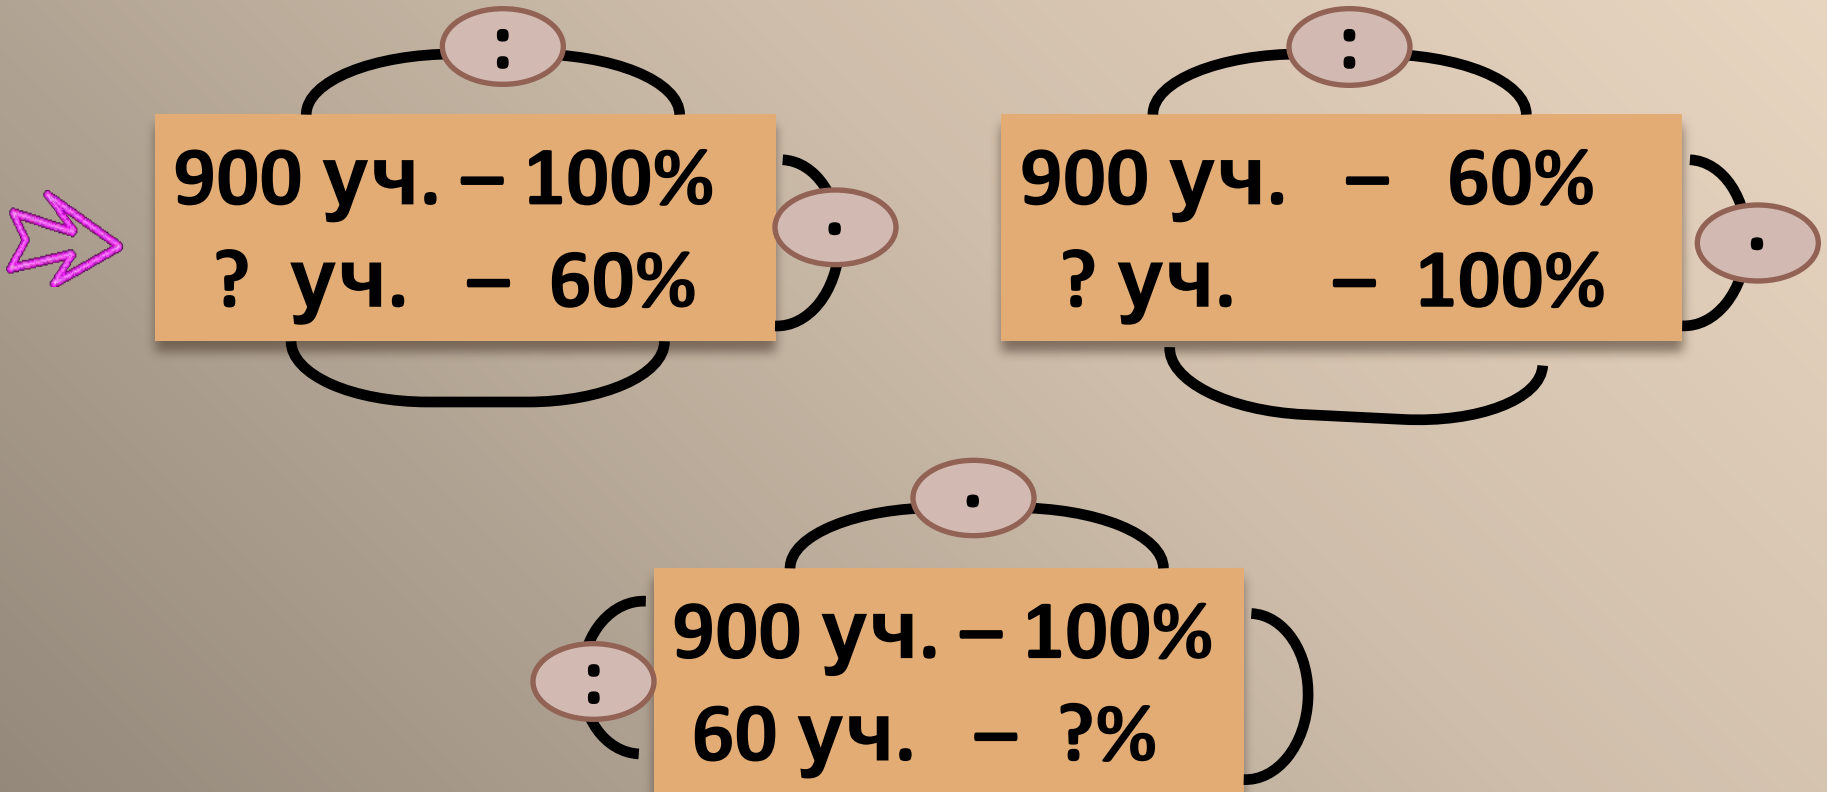 :
900 уч. – 100%
.
? уч. – 60%
:
900 уч. – 60%
.
? уч. – 100%
.
900 уч. – 100%
:
60 уч. – ?%